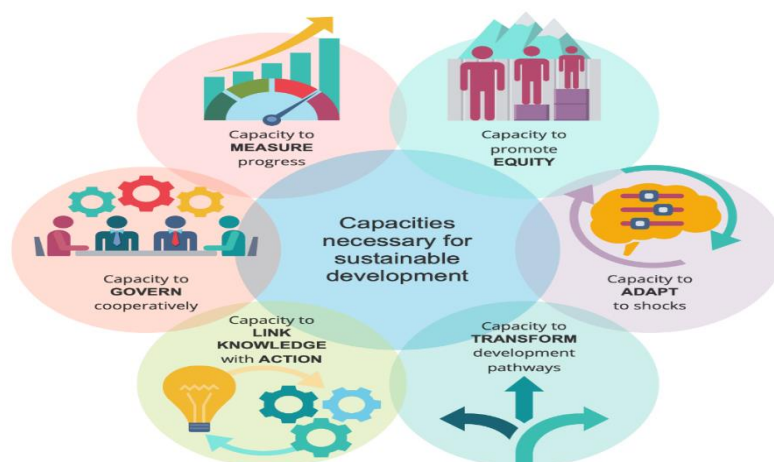 Capacity to
MEASURE
progress
Capacity to
promote
EQUITY
Capacities
necessary for
sustainable
development
Capacity to
GOVERN
cooperatively
Capacity to
ADAPT
to shocks
Capacity to
LINK
KNOWLEDGE
with ACTION
Capacity to
TRANSFORM
development
pathways